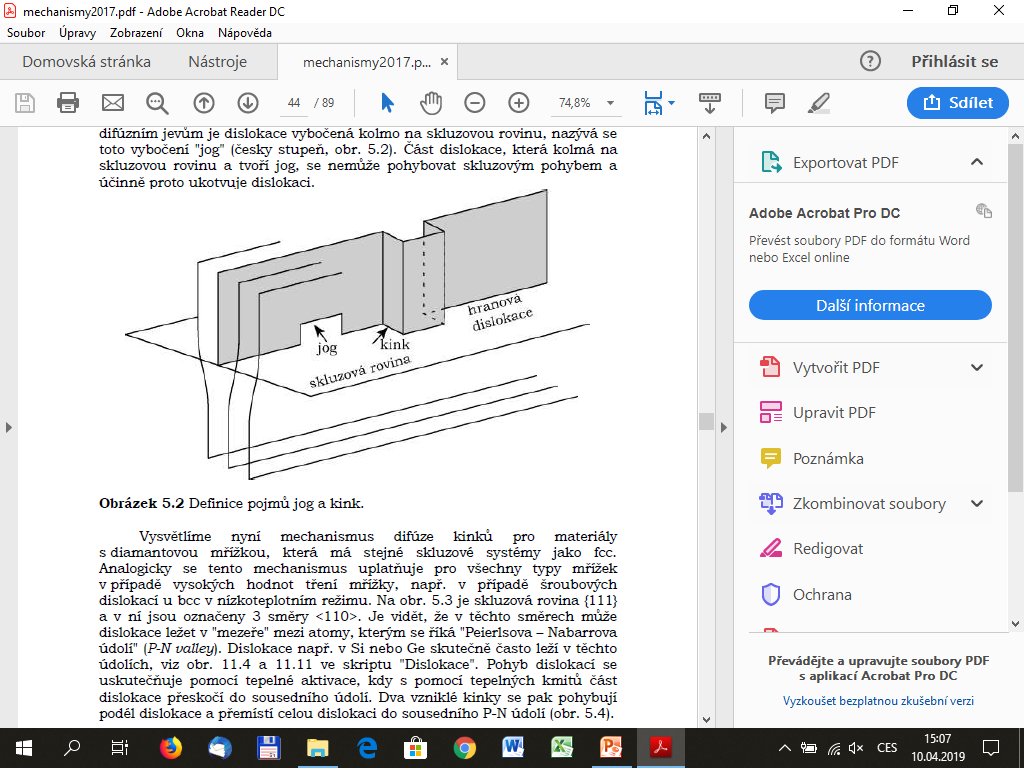 mechanismy2017.pdf - Adobe Acrobat Reader DC
Soubor Úpravy Zobrazení Okna Nápověda
Domovská stránka Nástroje mechanismy2017.p... × Přihlásit se
44 / 89 74,8% Sdílet
difúzním jevům je dislokace vybočená kolmo na skluzovou rovinu, nazývá se
toto vybočení "jog" (česky stupeň, obr. 5.2). Část dislokace, která kolmá na
skluzovou rovinu a tvoří jog, se nemůže pohybovat skluzovým pohybem a
účinně proto ukotvuje dislokaci.
hranová
dislokace
jog
kink
skluzová rovina
Obrázek 5.2 Definice pojmů jog a kink.
Vysvětlíme nyní mechanismus difúze kinků pro materiály
s diamantovou mřížkou, která má stejné skluzové systémy jako fcc.
Analogicky se tento mechanismus uplatňuje pro všechny typy mřížek
v případě vysokých hodnot tření mřížky, např. v případě šroubových
dislokací u bcc v nízkoteplotním režimu. Na obr. 5.3 je skluzová rovina {111}
a v ní jsou označeny 3 směry <110>. Je vidět, že v těchto směrech může
dislokace ležet v "mezeře" mezi atomy, kterým se říká "Peierlsova – Nabarrova
údolí" (P-N valley). Dislokace např. v Si nebo Ge skutečně často leží v těchto
údolích, viz obr. 11.4 a 11.11 ve skriptu "Dislokace". Pohyb dislokací se
uskutečňuje pomocí tepelné aktivace, kdy s pomocí tepelných kmitů část
dislokace přeskočí do sousedního údolí. Dva vzniklé kinky se pak pohybují
podél dislokace a přemístí celou dislokaci do sousedního P-N údolí (obr. 5.4).
Exportovat PDF
Adobe Acrobat Pro DC
Převést soubory PDF do formátu Word
nebo Excel online
Další informace
Vytvořit PDF
Upravit PDF
Poznámka
Zkombinovat soubory
Redigovat
Ochrana
Převádějte a upravujte soubory PDF
s aplikací Acrobat Pro DC
Vyzkoušet bezplatnou zkušební verzi
CES 15:07
10.04.2019